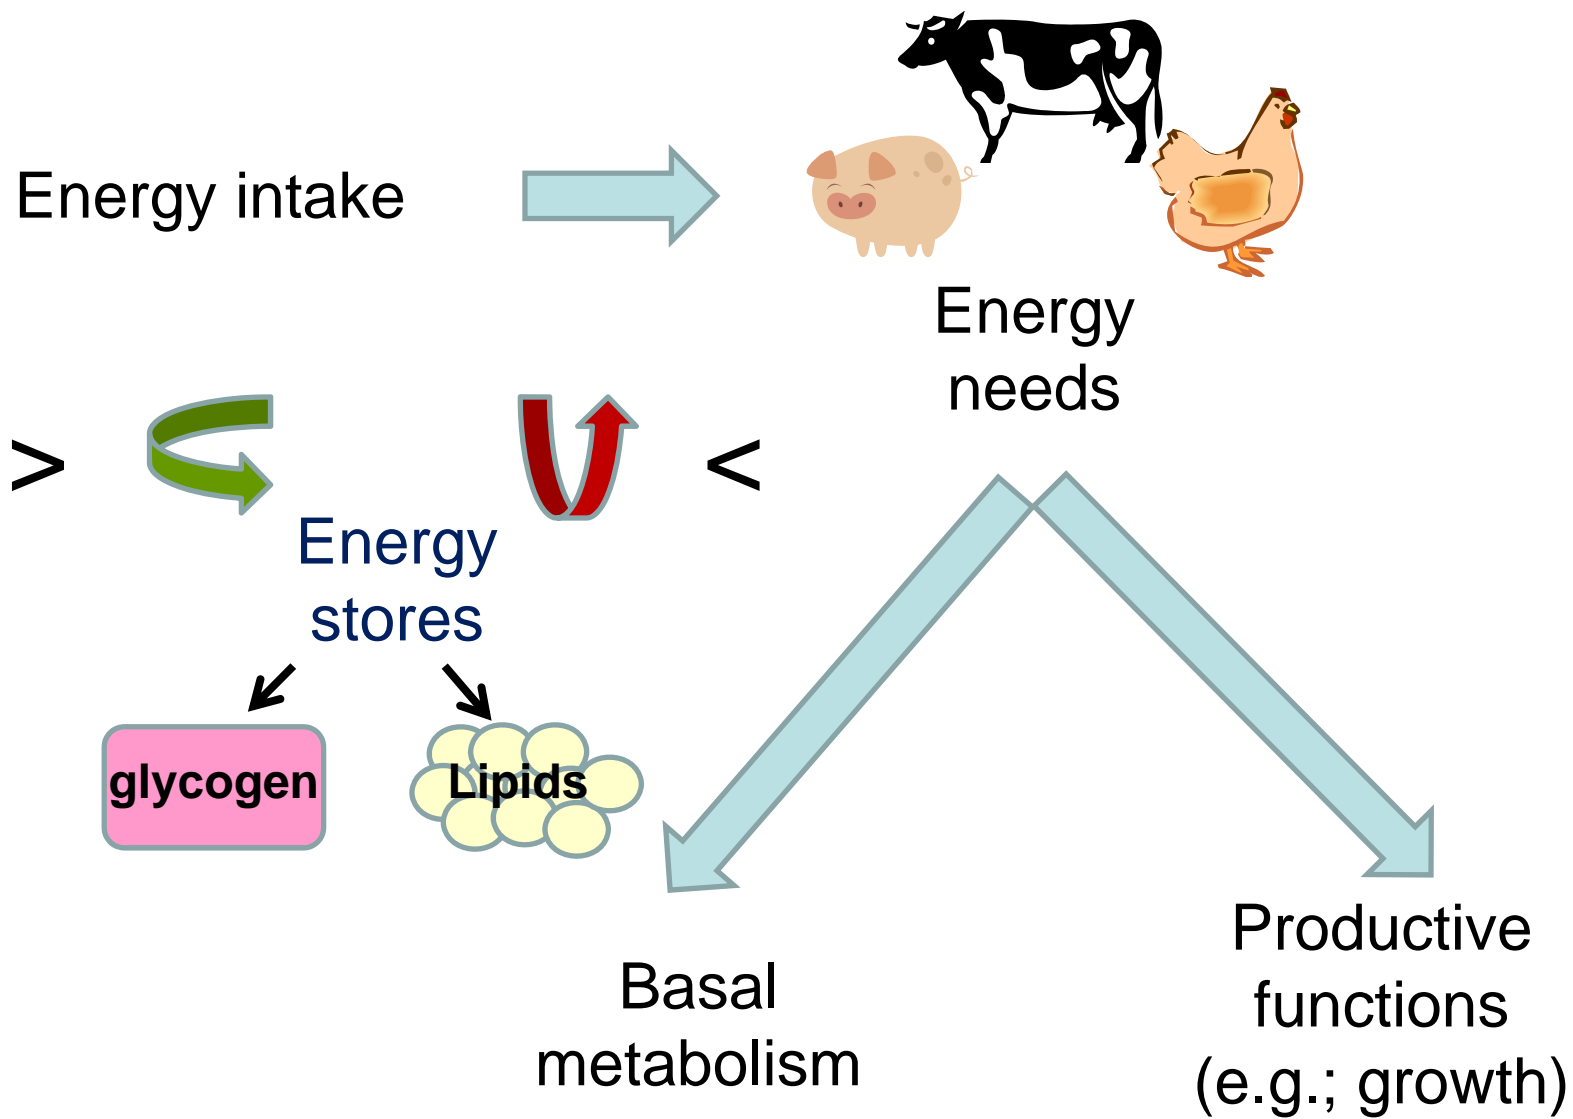 Energy intake
Energy
needs
>
<
Energy
stores
glycogen
Lipids
Basal
metabolism
Productive
functions
(e.g.; growth)